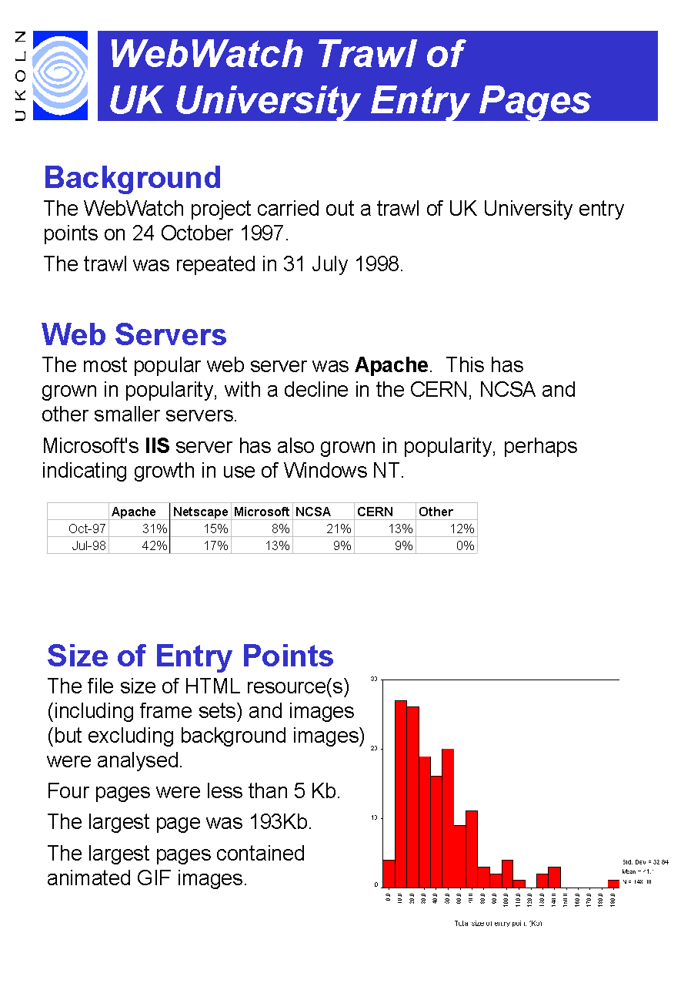 UKOLN
WebWatch Trawl of
UK University Entry Pages
Background
The WebWatch project carried out a trawl of UK University entry
points on 24 October 1997.
The trawl was repeated in 31 July 1998.
Web Servers
The most popular web server was Apache. This has
grown in popularity, with a decline in the CERN, NCSA and
other smaller servers.
Microsoft's IIS server has also grown in popularity, perhaps
indicating growth in use of Windows NT.
Apache Netscape Microsoft NCSA CERN Other
Oct-97 31% 15% 8% 21% 13% 12%
Jul-98 42% 17% 13% 9% 9% 0%
Size of Entry Points
The file size of HTML resource(s)
(including frame sets) and images
(but excluding background images)
were analysed.
Four pages were less than 5 Kb.
The largest page was 193Kb.
The largest pages contained
animated GIF images.
30
20
10
0
0.0 10.0 20.0 30.0 40.0 50.0 60.0 70.0 80.0 90.0 100.0 110.0 120.0 130.0 140.0 150.0 160.0 170.0 180.0 190.0
Std. Dev = 32.84
Mean =
N =
Total size of entry point (Kb)